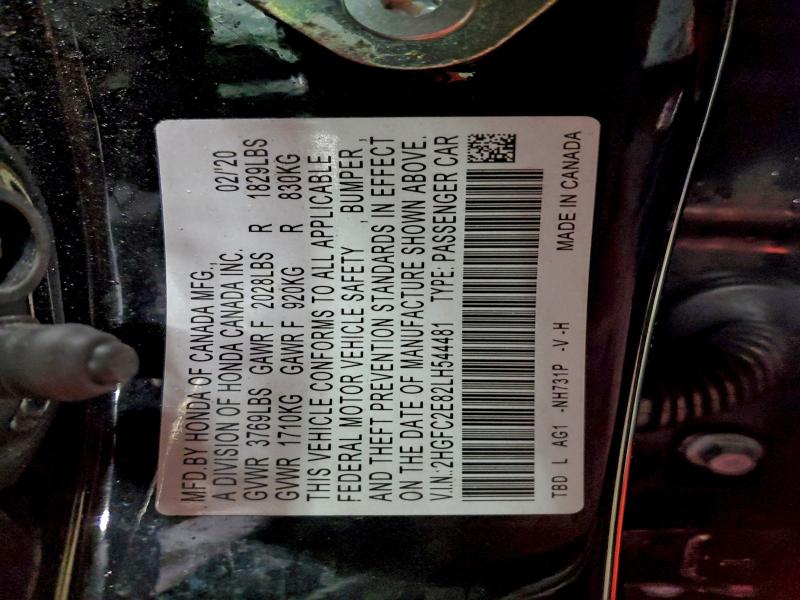 MFD.BY HONDA OF CANADA MFG., 02/'20
A DIVISION OF HONDA CANADA INC.
GVWR 3769LBS GAWR F 2028LBS R 1829LBS
GVWR 1710KG GAWR F 920KG R 830KG
THIS VEHICLE CONFORMS TO ALL APPLICABLE
FEDERAL MOTOR VEHICLE SAFETY, BUMPER,
AND THEFT PREVENTION STANDARDS IN EFFECT
ON THE DATE OF MANUFACTURE SHOWN ABOVE.
V.I.N.:2HGFC2E82LH544481 TYPE: PASSENGER CAR
TBD L AG1 -NH731P -V -H MADE IN CANADA